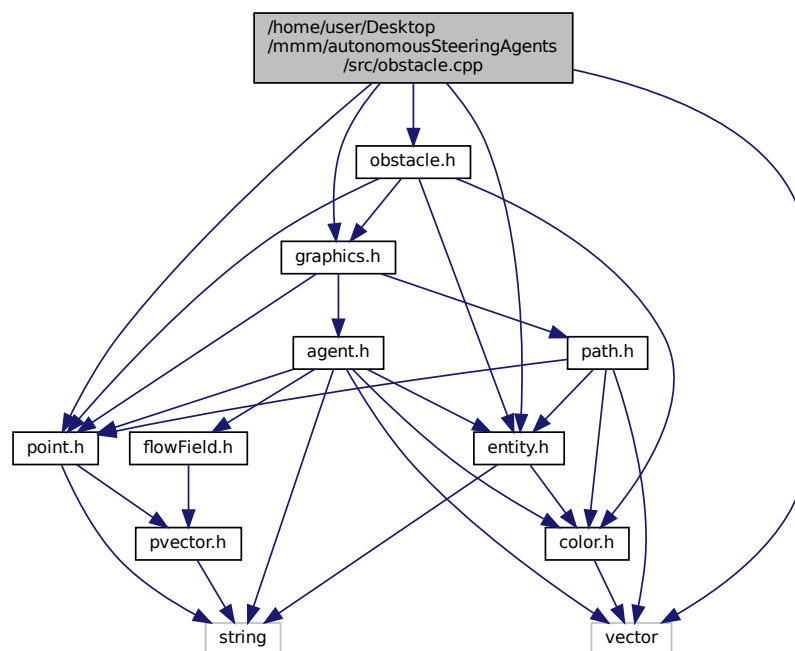 /home/user/Desktop
/mmm/autonomousSteeringAgents
/src/obstacle.cpp
obstacle.h
graphics.h
agent.h
path.h
point.h
flowField.h
entity.h
pvector.h
color.h
string
vector